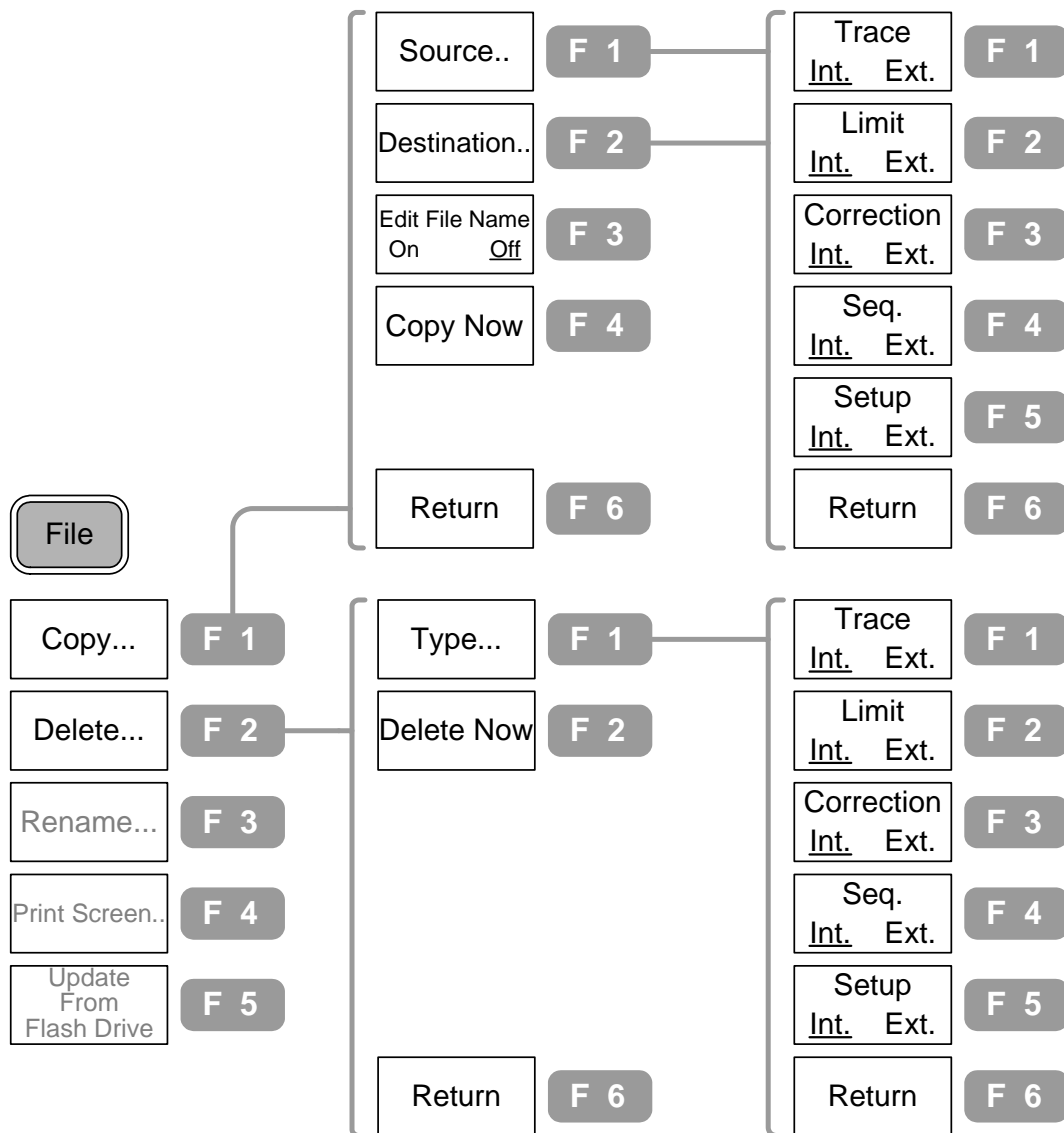 Source.. F 1
Destination.. F 2
Edit File Name
On Off
F 3
Copy Now F 4
Return F 6
Trace
Int. Ext.
F 1
Limit
Int. Ext.
F 2
Correction
Int. Ext.
F 3
Seq.
Int. Ext.
F 4
Setup
Int. Ext.
F 5
Return F 6
File
Copy... F 1
Delete... F 2
Rename... F 3
Print Screen.. F 4
Update
From
Flash Drive
F 5
Type... F 1
Delete Now F 2
Return F 6
Trace
Int. Ext.
F 1
Limit
Int. Ext.
F 2
Correction
Int. Ext.
F 3
Seq.
Int. Ext.
F 4
Setup
Int. Ext.
F 5
Return F 6